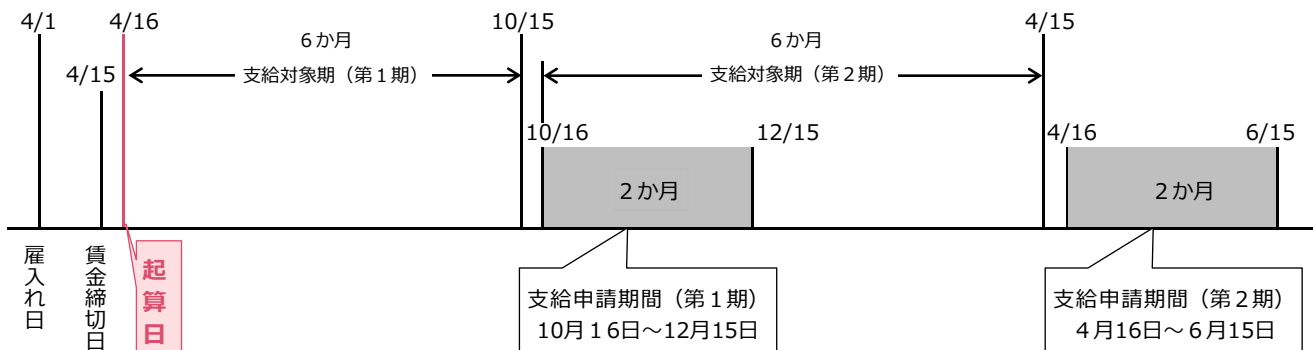 4/1
4/16
10/15
4/15
6か月
6か月
4/15
支給対象期（第１期）
支給対象期（第２期）
10/16
12/15
4/16
6/15
２か月
２か月
雇入れ日
賃金締切日
起算日
支給申請期間（第１期）
10月１6日～12月15日
支給申請期間（第２期）
４月16日～６月15日